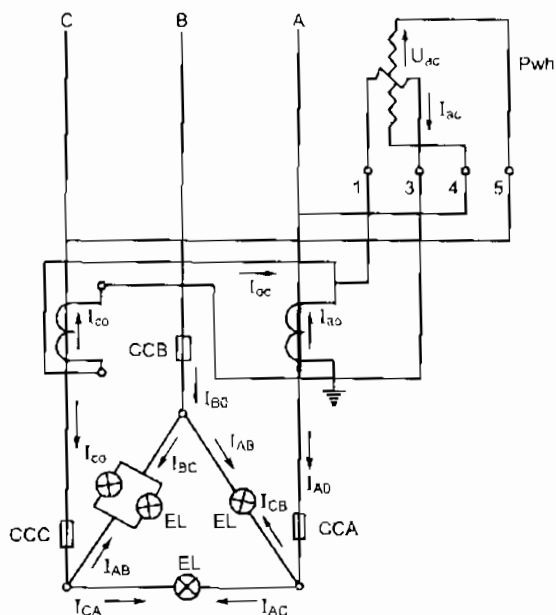 C B A
U_ac
Pwh
I_ac
1 3 4 5
I_ac
I_co
I_ao
CCB
I_BC
I_co
I_BC
I_AB
I_AD
EL
EL
I_CB
CCC
CCA
I_AB
EL
I_CA
I_AC